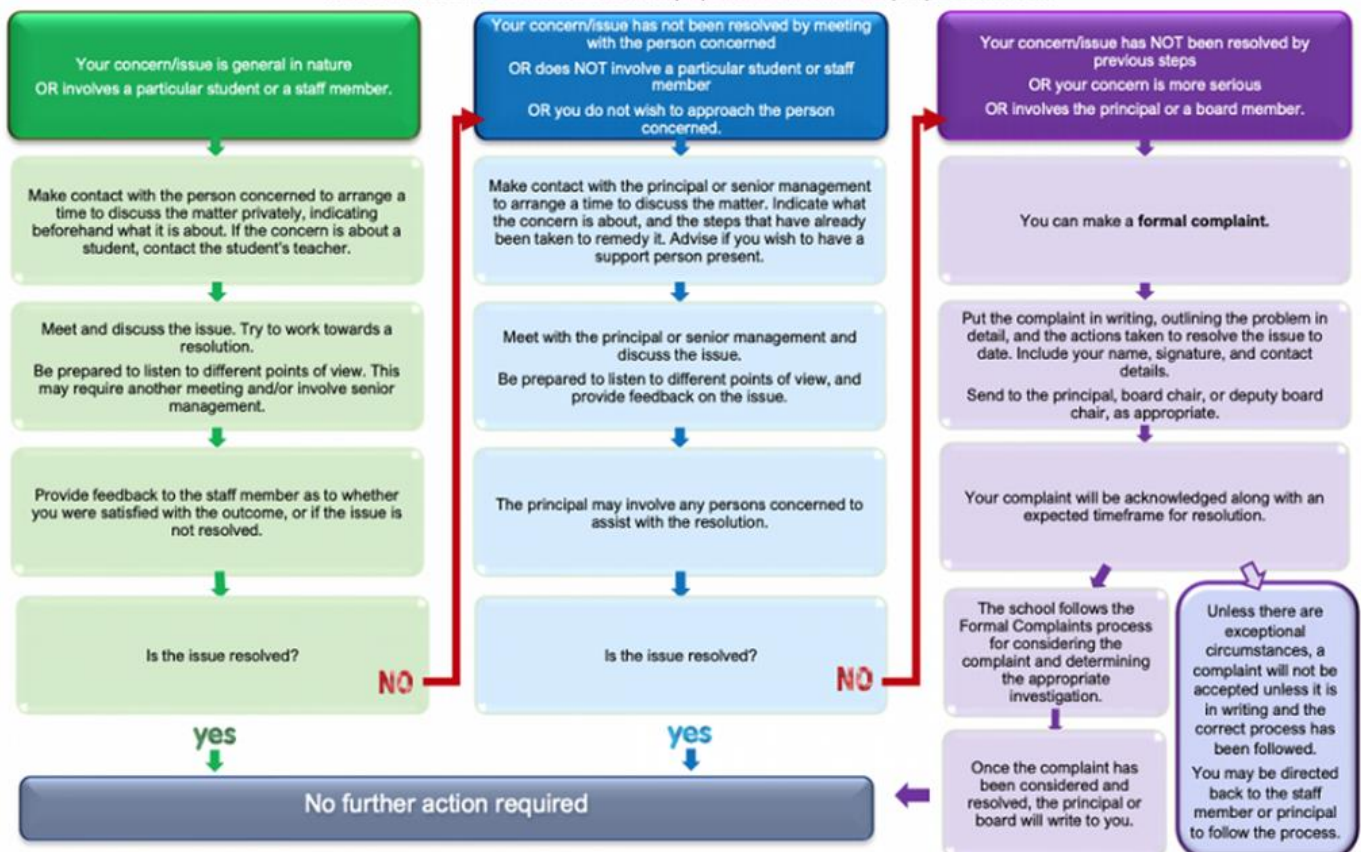 Your concern/issue is general in nature
OR involves a particular student or a staff member.
Make contact with the person concerned to arrange a
time to discuss the matter privately, indicating
beforehand what it is about. If the concern is about a
student, contact the student's teacher.
Meet and discuss the issue. Try to work towards a
resolution.
Be prepared to listen to different points of view. This
may require another meeting and/or involve senior
management.
Provide feedback to the staff member as to whether
you were satisfied with the outcome, or if the issue is
not resolved.
Is the issue resolved?
NO
yes
Your concern/issue has not been resolved by meeting
with the person concerned
OR does NOT involve a particular student or staff
member
OR you do not wish to approach the person
concerned.
Make contact with the principal or senior management
to arrange a time to discuss the matter. Indicate what
the concern is about, and the steps that have already
been taken to remedy it. Advise if you wish to have a
support person present.
Meet with the principal or senior management and
discuss the issue.
Be prepared to listen to different points of view, and
provide feedback on the issue.
The principal may involve any persons concerned to
assist with the resolution.
Is the issue resolved?
NO
yes
No further action required
Your concern/issue has NOT been resolved by
previous steps
OR your concern is more serious
OR involves the principal or a board member.
You can make a formal complaint.
Put the complaint in writing, outlining the problem in
detail, and the actions taken to resolve the issue to
date. Include your name, signature, and contact
details.
Send to the principal, board chair, or deputy board
chair, as appropriate.
Your complaint will be acknowledged along with an
expected timeframe for resolution.
The school follows the
Formal Complaints process
for considering the
complaint and determining
the appropriate
investigation.
Once the complaint has
been considered and
resolved, the principal or
board will write to you.
Unless there are
exceptional
circumstances, a
complaint will not be
accepted unless it is
in writing and the
correct process has
been followed.
You may be directed
back to the staff
member or principal
to follow the process.